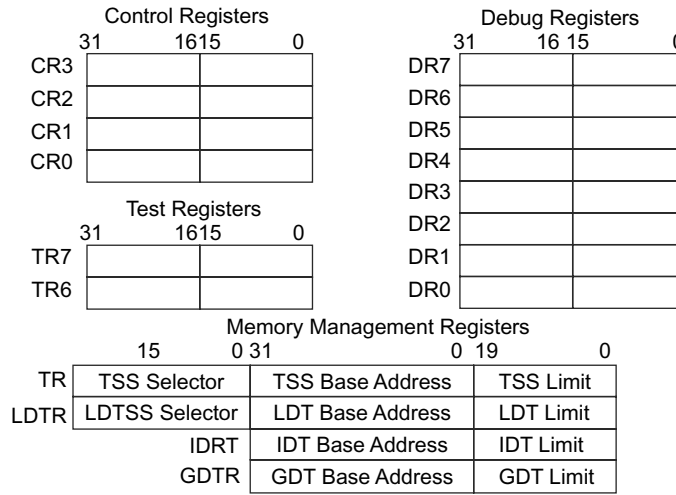 Control Registers
31 1615 0
CR3
CR2
CR1
CR0
Test Registers
31 1615 0
TR7
TR6
Debug Registers
31 16 15 0
DR7
DR6
DR5
DR4
DR3
DR2
DR1
DR0
Memory Management Registers
15 0 31 0 19 0
TR TSS Selector TSS Base Address TSS Limit
LDTR LDTSS Selector LDT Base Address LDT Limit
IDRT IDT Base Address IDT Limit
GDTR GDT Base Address GDT Limit